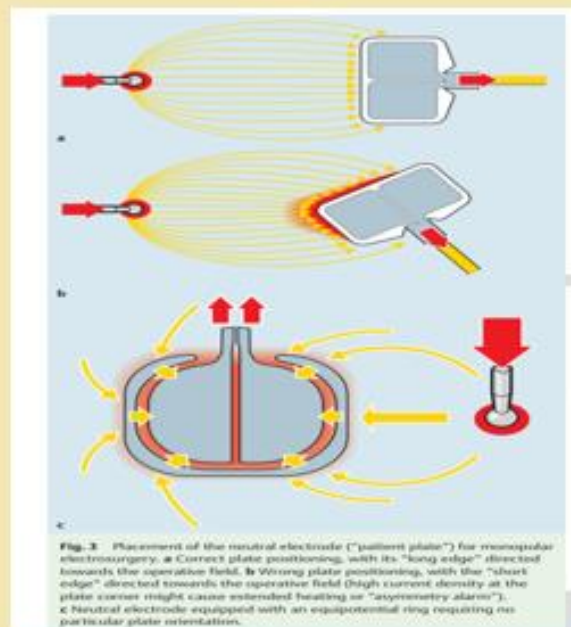 a
b
c
Fig. 3 Placement of the neutral electrode ("patient plate") for monopolar
electrosurgery. a Correct plate positioning, with its "long edge" directed
towards the operative field. b Wrong plate positioning, with the "short
edge" directed towards the operative field (high current density at the
plate corner might cause extended heating or "asymmetry alarm").
c Neutral electrode equipped with an equipotential ring requiring no
particular plate orientation.